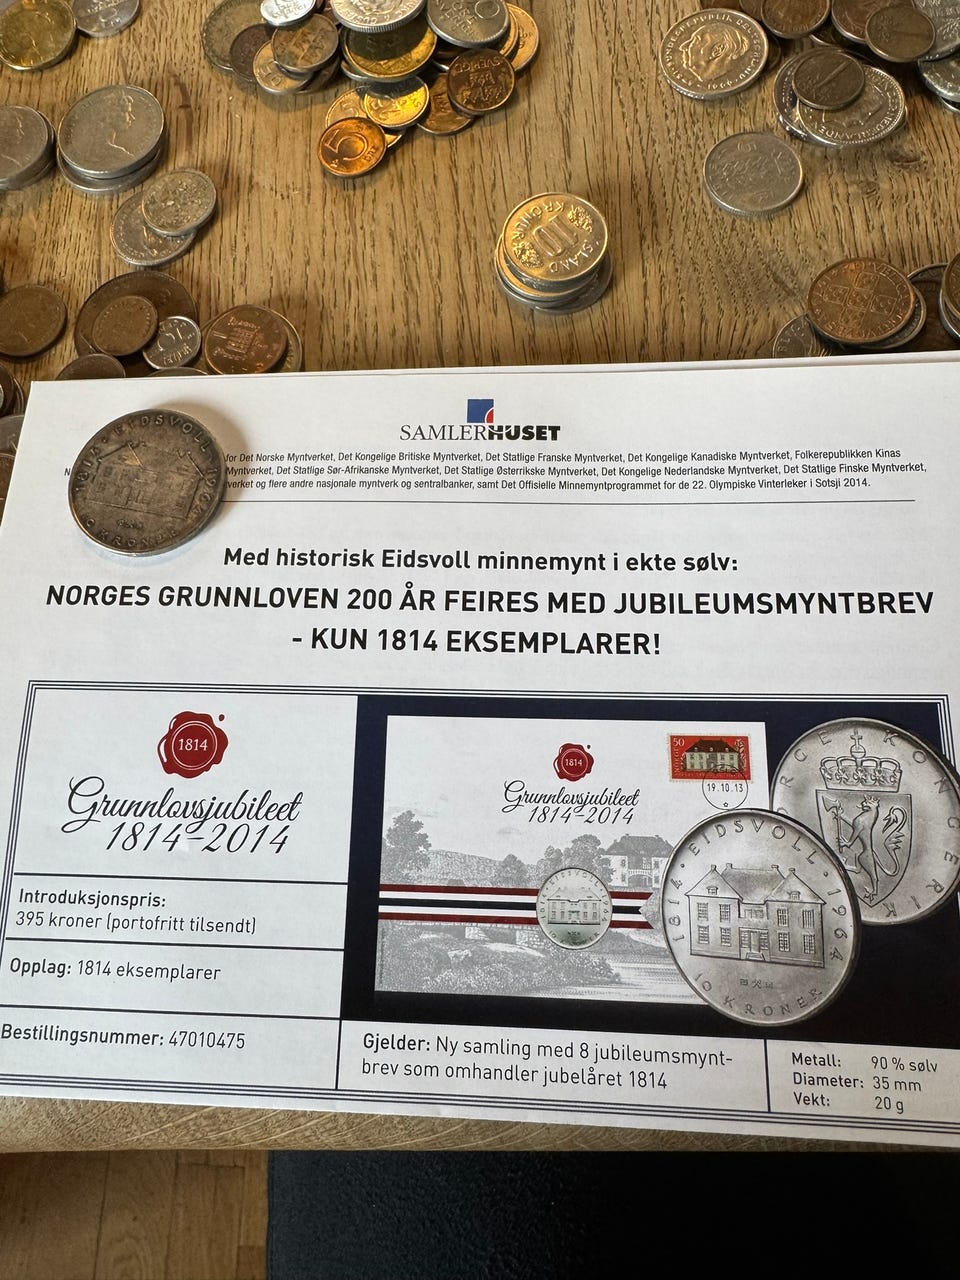 SVERIGE
5
10
KRONUR
ÍSLAND
EIDSVOLL 1964
1814
KRONER
SAMLERHUSET
for Det Norske Myntverket, Det Kongelige Britiske Myntverket, Det Statlige Franske Myntverket, Det Kongelige Kanadiske Myntverket, Folkerepublikken Kinas
Myntverket, Det Statlige Sør-Afrikanske Myntverket, Det Statlige Østerrikske Myntverket, Det Kongelige Nederlandske Myntverket, Det Statlige Finske Myntverket,
verket og flere andre nasjonale myntverk og sentralbanker, samt Det Offisielle Minnemyntprogrammet for de 22. Olympiske Vinterleker i Sotsji 2014.
Med historisk Eidsvoll minnemynt i ekte sølv:
NORGES GRUNNLOVEN 200 ÅR FEIRES MED JUBILEUMSMYNTBREV
- KUN 1814 EKSEMPLARER!
1814
Grunnlovsjubileet
1814-2014
Introduksjonspris:
395 kroner (portofritt tilsendt)
Opplag: 1814 eksemplarer
Bestillingsnummer: 47010475
1814
Grunnlovsjubileet
1814-2014
50
NORGE
19.10.13
1814 · EIDSVOLL · 1964
10 KRONER
KONGERIK
Gjelder: Ny samling med 8 jubileumsmynt-
brev som omhandler jubelåret 1814
Metall: 90 % sølv
Diameter: 35 mm
Vekt: 20 g